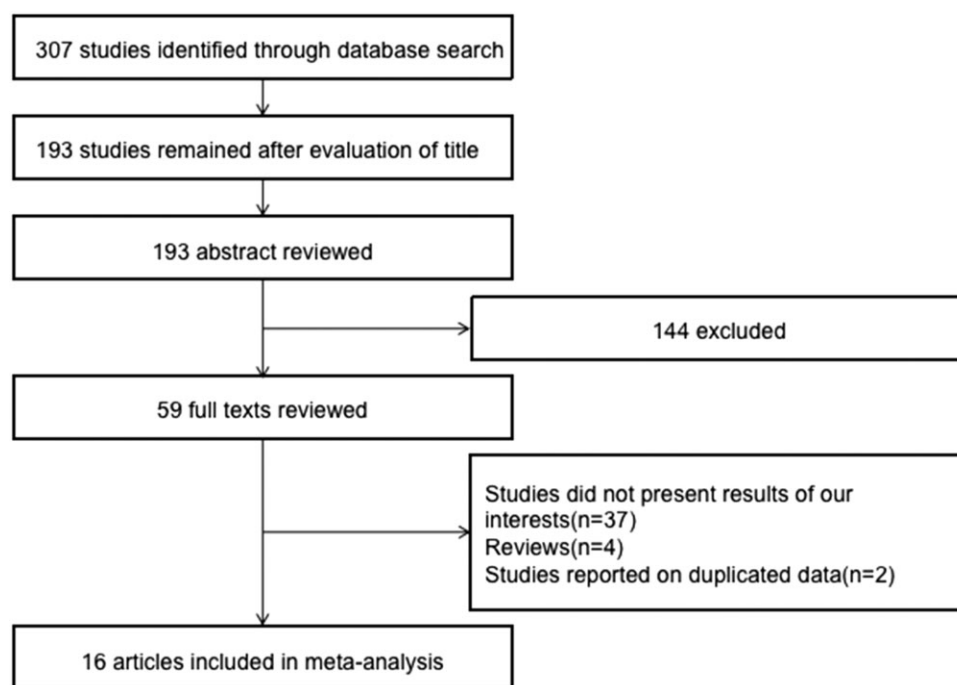 307 studies identified through database search
193 studies remained after evaluation of title
193 abstract reviewed
144 excluded
59 full texts reviewed
Studies did not present results of our
interests(n=37)
Reviews(n=4)
Studies reported on duplicated data(n=2)
16 articles included in meta-analysis